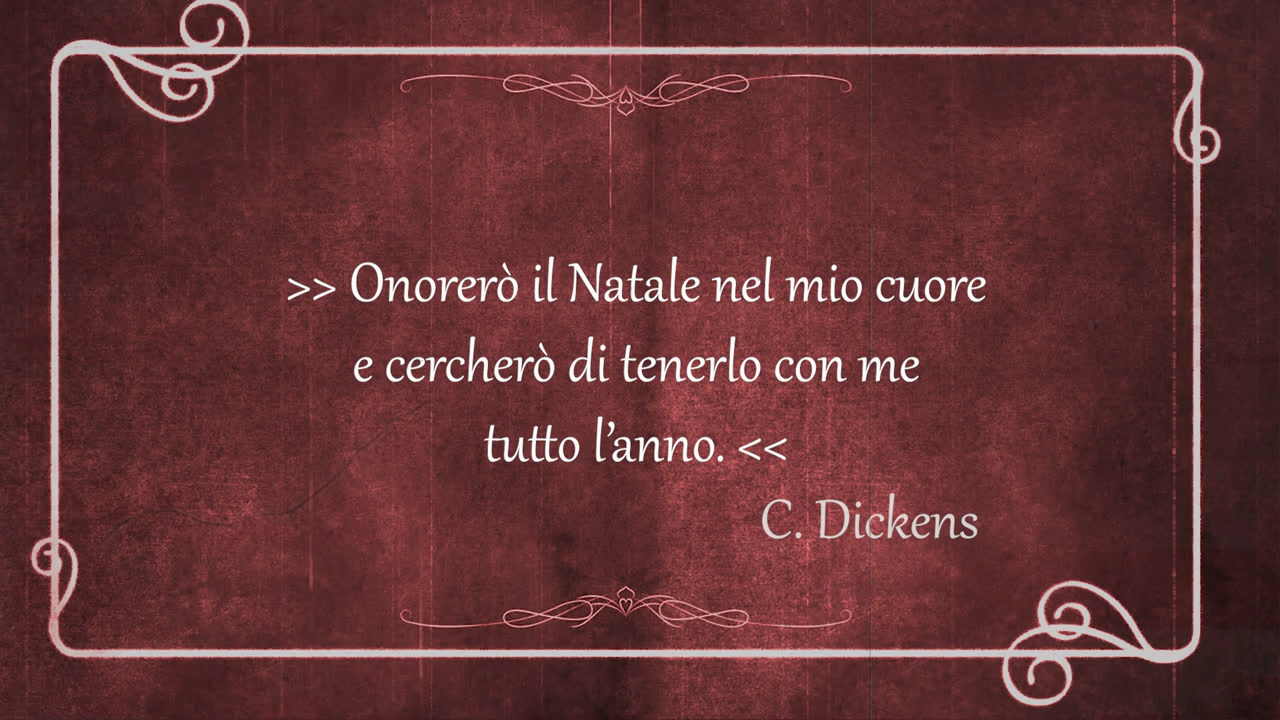 >> Onorerò il Natale nel mio cuore
e cercherò di tenerlo con me
tutto l’anno. <<
C. Dickens